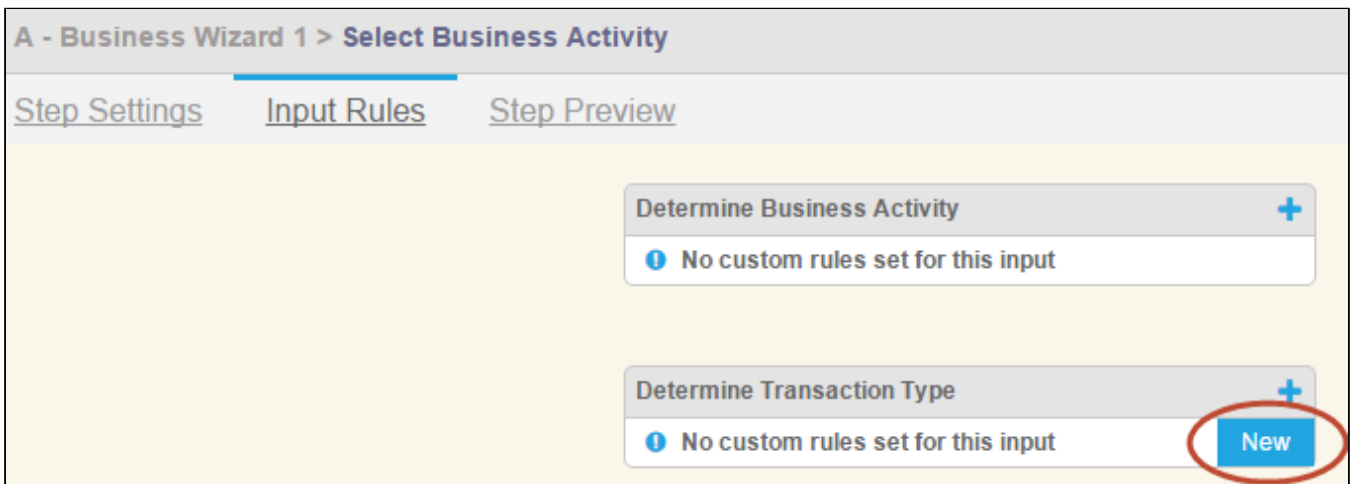 A - Business Wizard 1 > Select Business Activity
Step Settings Input Rules Step Preview
Determine Business Activity
No custom rules set for this input
Determine Transaction Type
No custom rules set for this input New